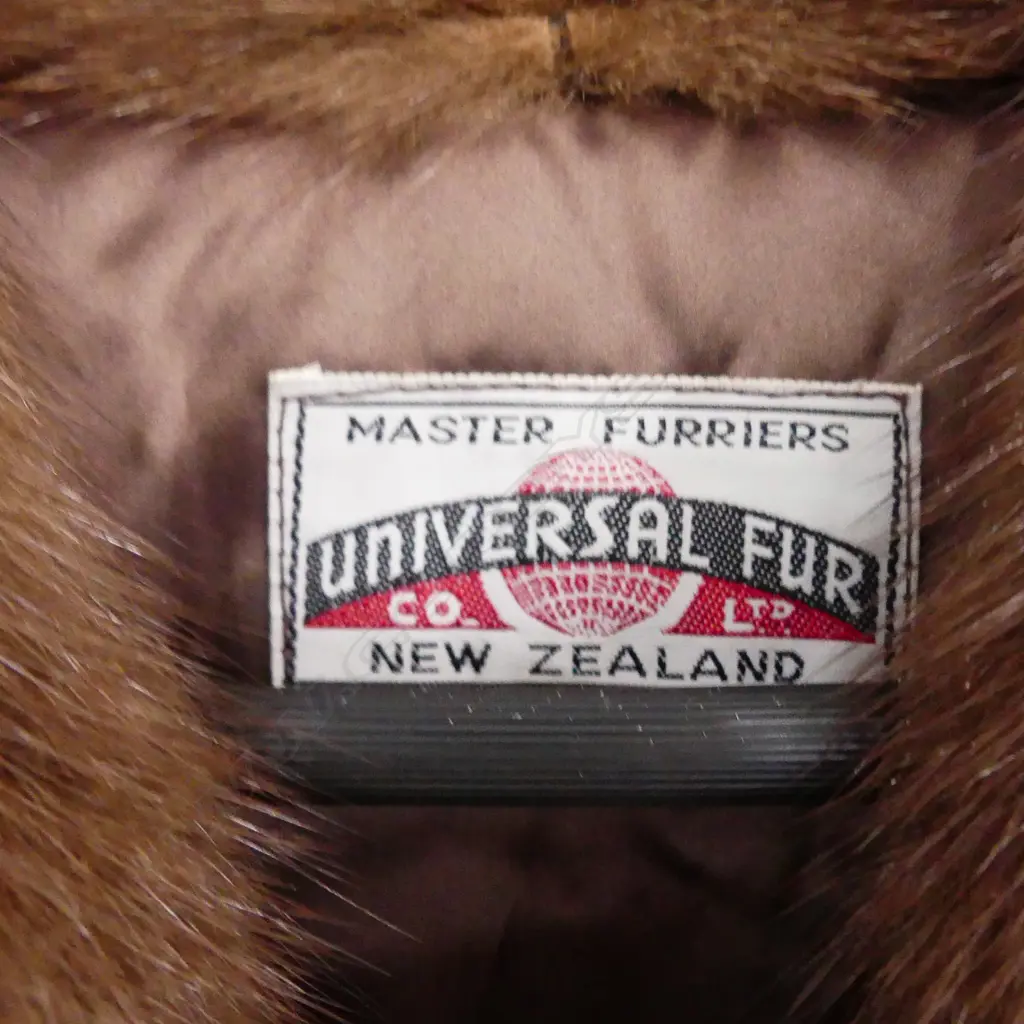 MASTER FURRIERS
UNIVERSAL FUR
CO. LTD.
NEW ZEALAND